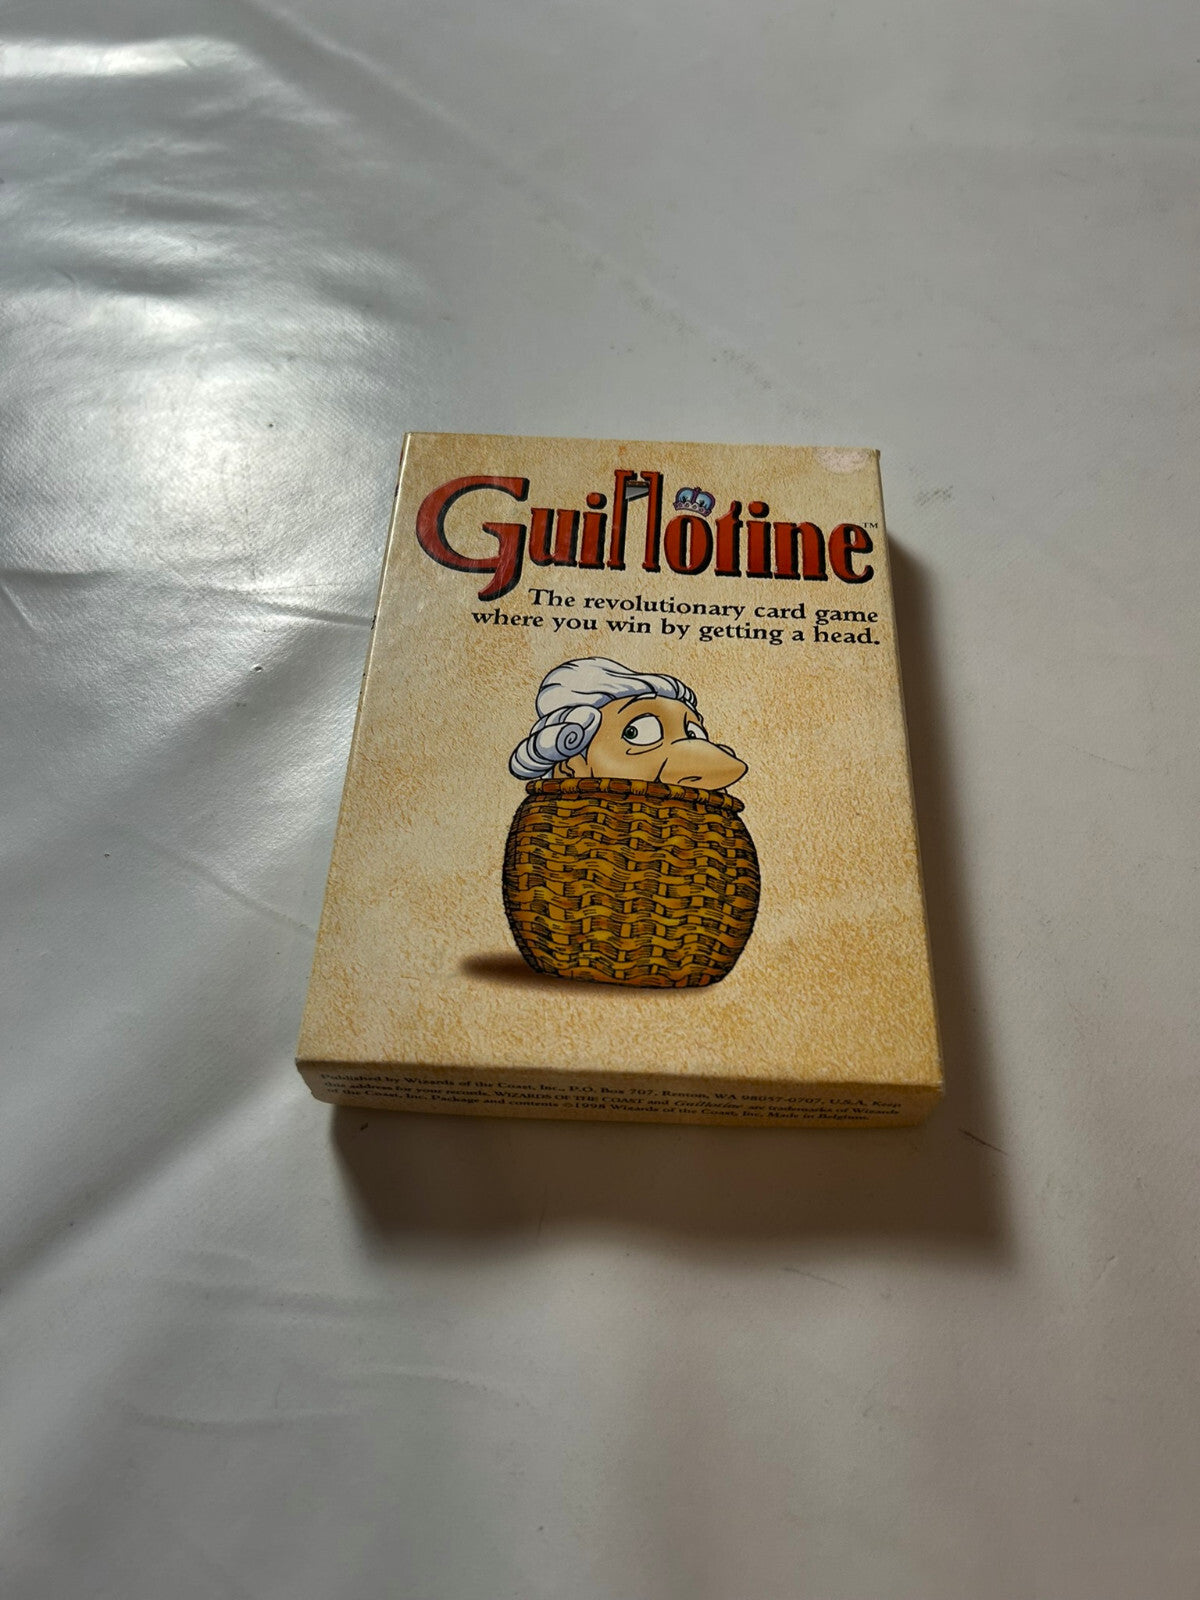 Guillotine™
The revolutionary card game
where you win by getting a head.
Published by Wizards of the Coast, Inc., P.O. Box 707, Renton, WA 98057-0707, U.S.A. Keep
this address for your records. WIZARDS OF THE COAST and Guillotine are trademarks of Wizards
of the Coast, Inc. Package and contents ©1998 Wizards of the Coast, Inc. Made in Belgium.